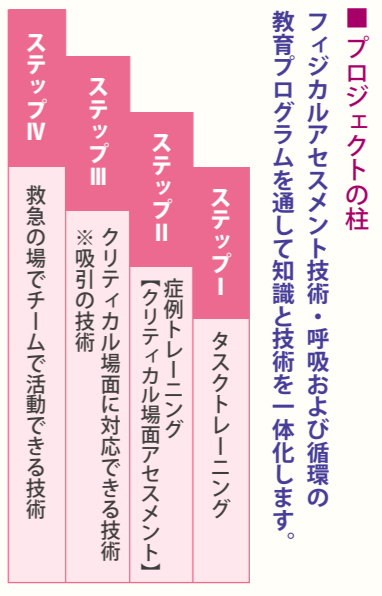 ■プロジェクトの柱
フィジカルアセスメント技術・呼吸および循環の
教育プログラムを通して知識と技術を一体化します。
ステップⅠ
タスクトレーニング
ステップⅡ
症例トレーニング
【クリティカル場面アセスメント】
ステップⅢ
クリティカル場面に対応できる技術
※吸引の技術
ステップⅣ
救急の場でチームで活動できる技術